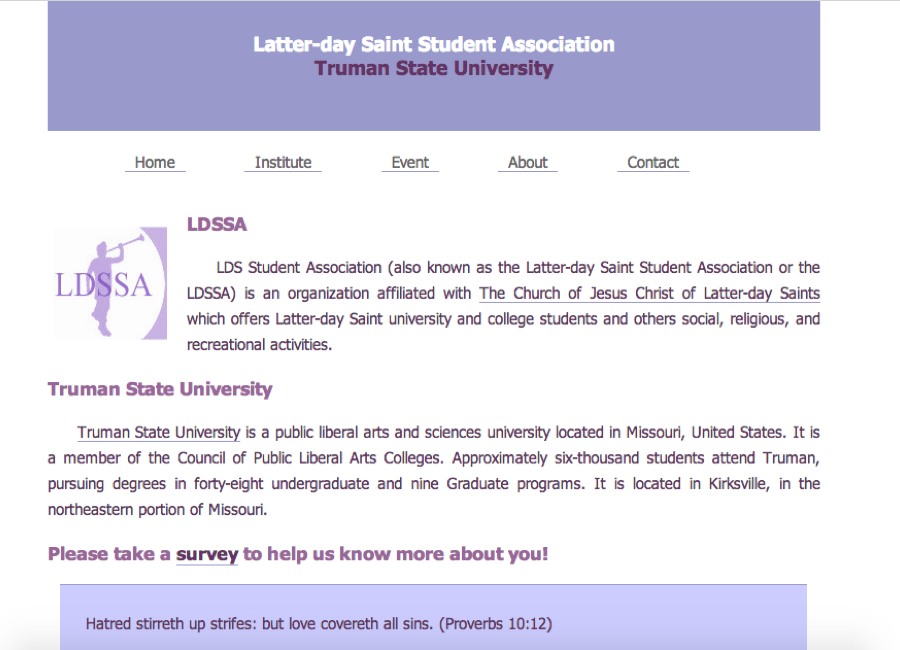 Latter-day Saint Student Association
Truman State University
Home Institute Event About Contact
LDSSA
LDSSA
LDS Student Association (also known as the Latter-day Saint Student Association or the
LDSSA) is an organization affiliated with The Church of Jesus Christ of Latter-day Saints
which offers Latter-day Saint university and college students and others social, religious, and
recreational activities.
Truman State University
Truman State University is a public liberal arts and sciences university located in Missouri, United States. It is
a member of the Council of Public Liberal Arts Colleges. Approximately six-thousand students attend Truman,
pursuing degrees in forty-eight undergraduate and nine Graduate programs. It is located in Kirksville, in the
northeastern portion of Missouri.
Please take a survey to help us know more about you!
Hatred stirreth up strifes: but love covereth all sins. (Proverbs 10:12)